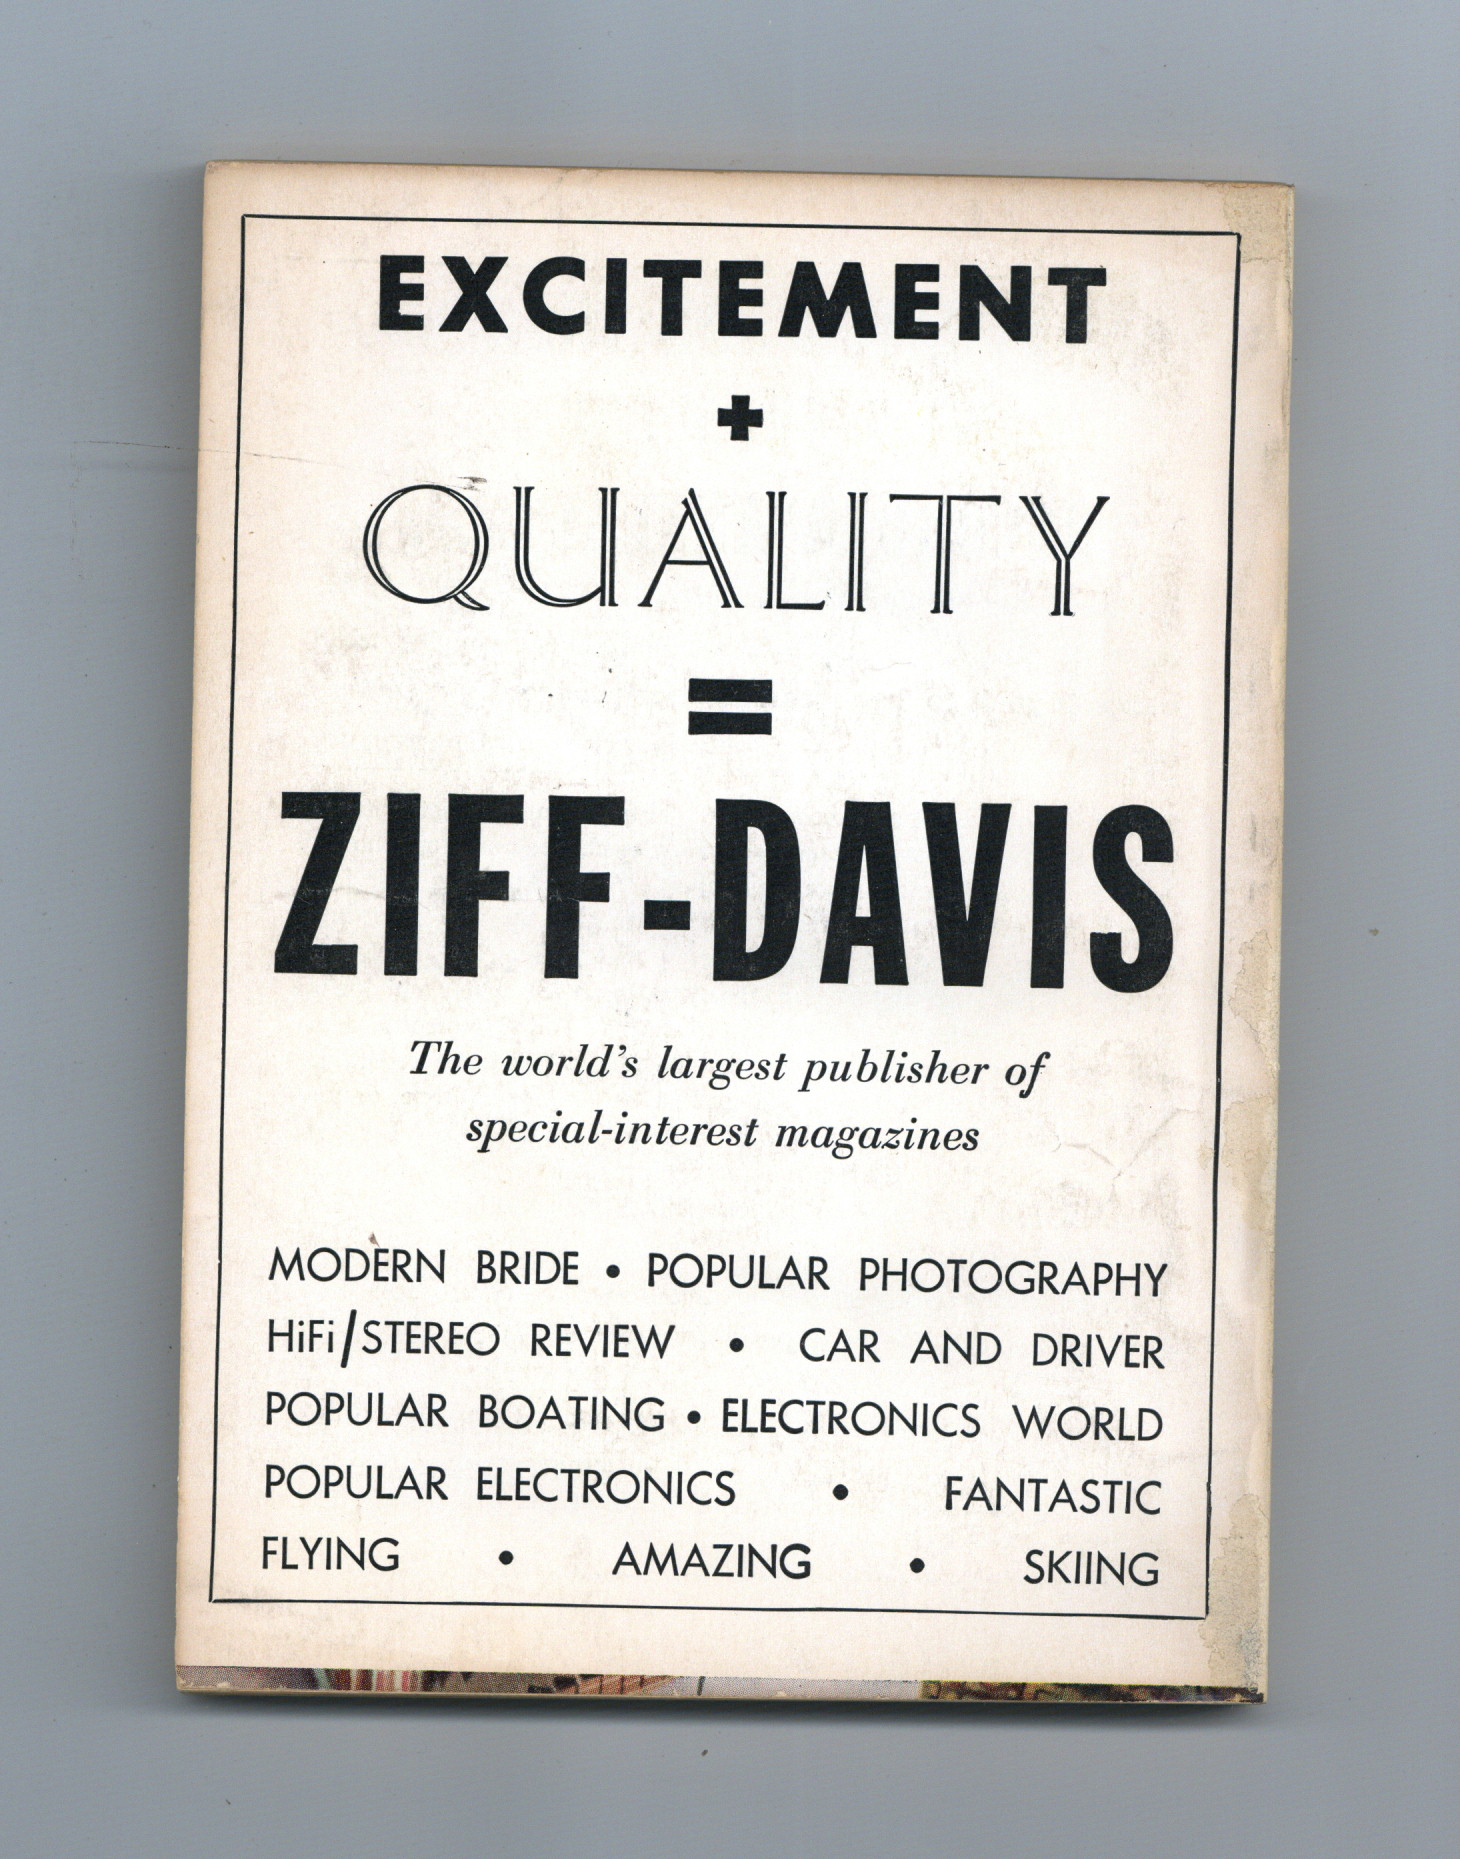 EXCITEMENT
+
QUALITY
=
ZIFF-DAVIS
The world's largest publisher of
special-interest magazines
MODERN BRIDE • POPULAR PHOTOGRAPHY
HiFi/STEREO REVIEW • CAR AND DRIVER
POPULAR BOATING • ELECTRONICS WORLD
POPULAR ELECTRONICS • FANTASTIC
FLYING • AMAZING • SKIING